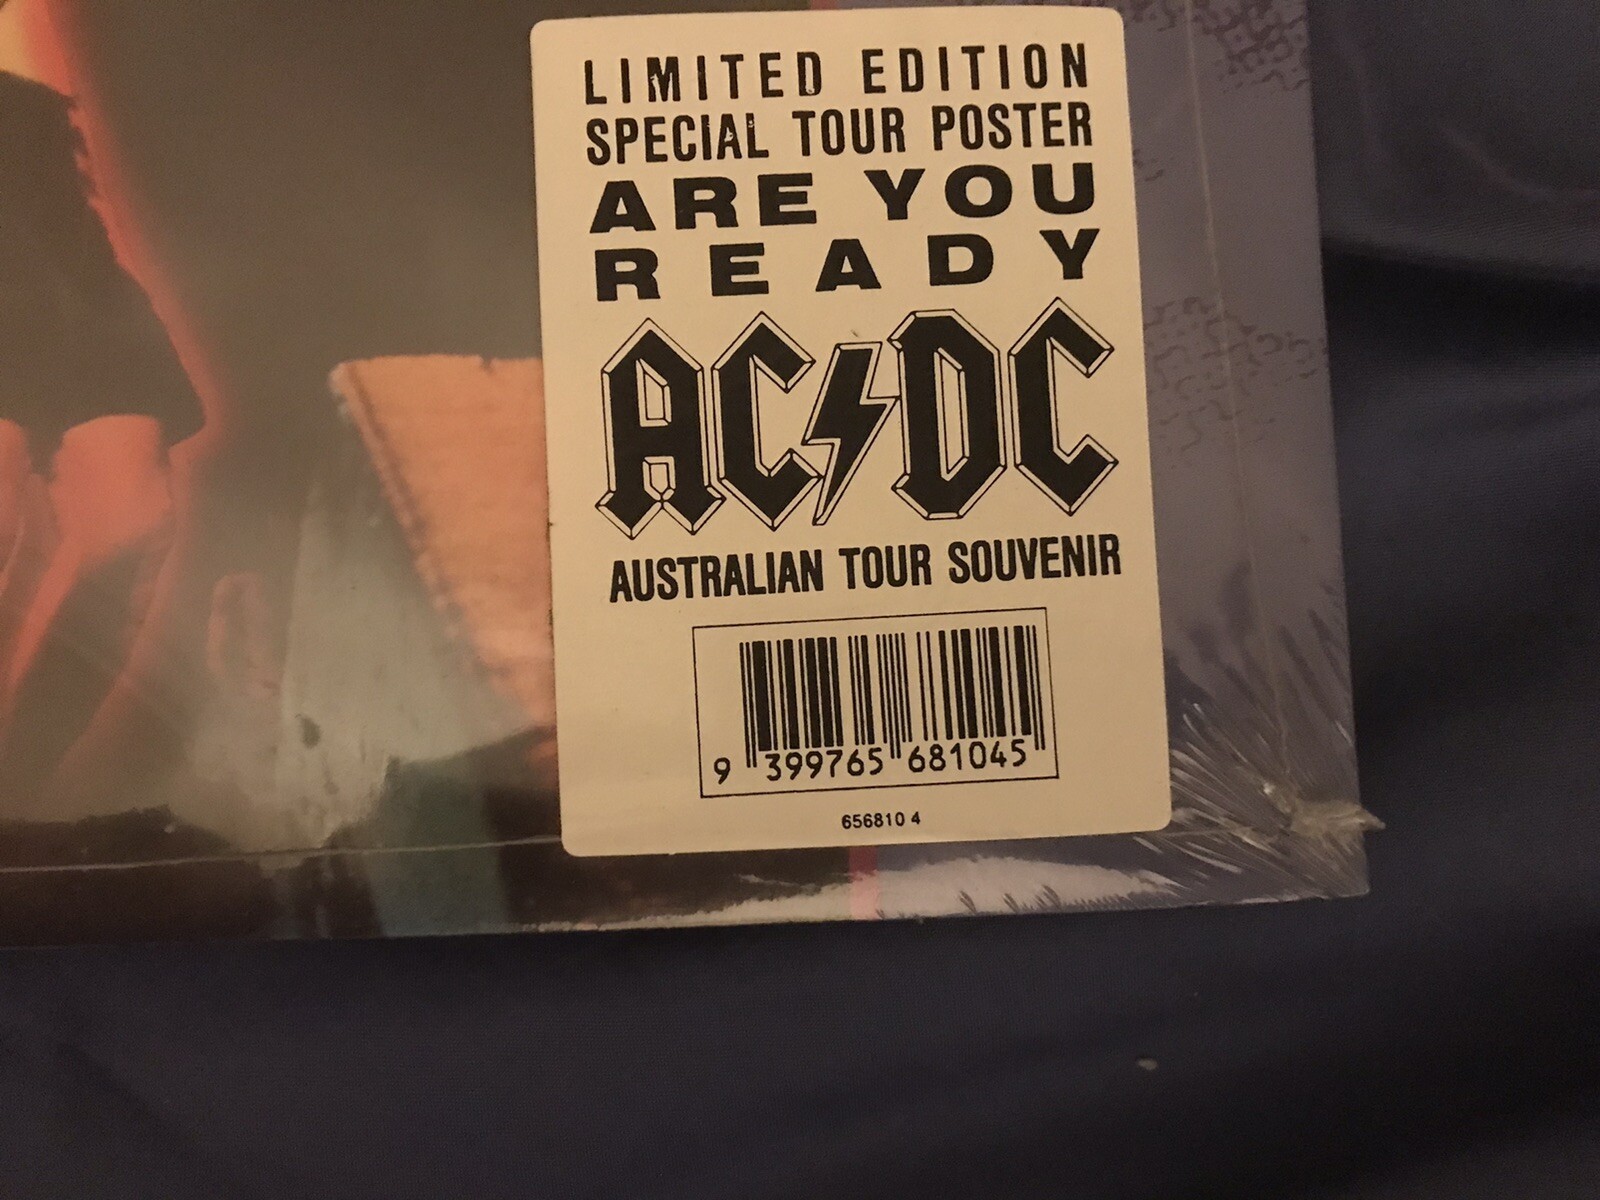 LIMITED EDITION
SPECIAL TOUR POSTER
ARE YOU
READY
AC/DC
AUSTRALIAN TOUR SOUVENIR
9 399765 681045
656810 4